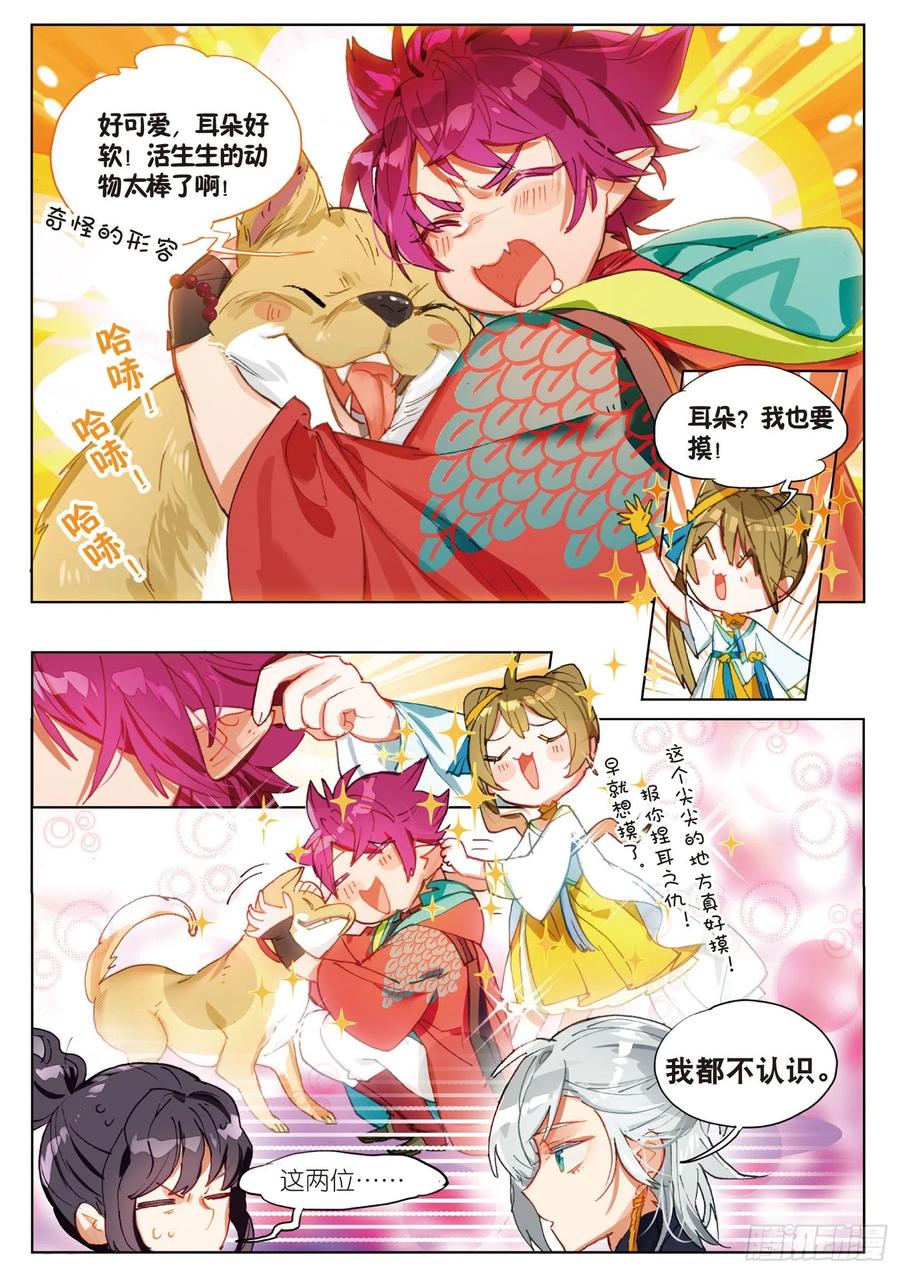 好可爱，耳朵好
软！活生生的动
物太棒了啊！
奇怪的形容
哈哧！
哈哧！
哈哧！
耳朵？我也要
摸！
这个尖尖的地方真好摸！
报你捏耳之仇！
早就想摸了。
我都不认识。
这两位……
腾讯动漫